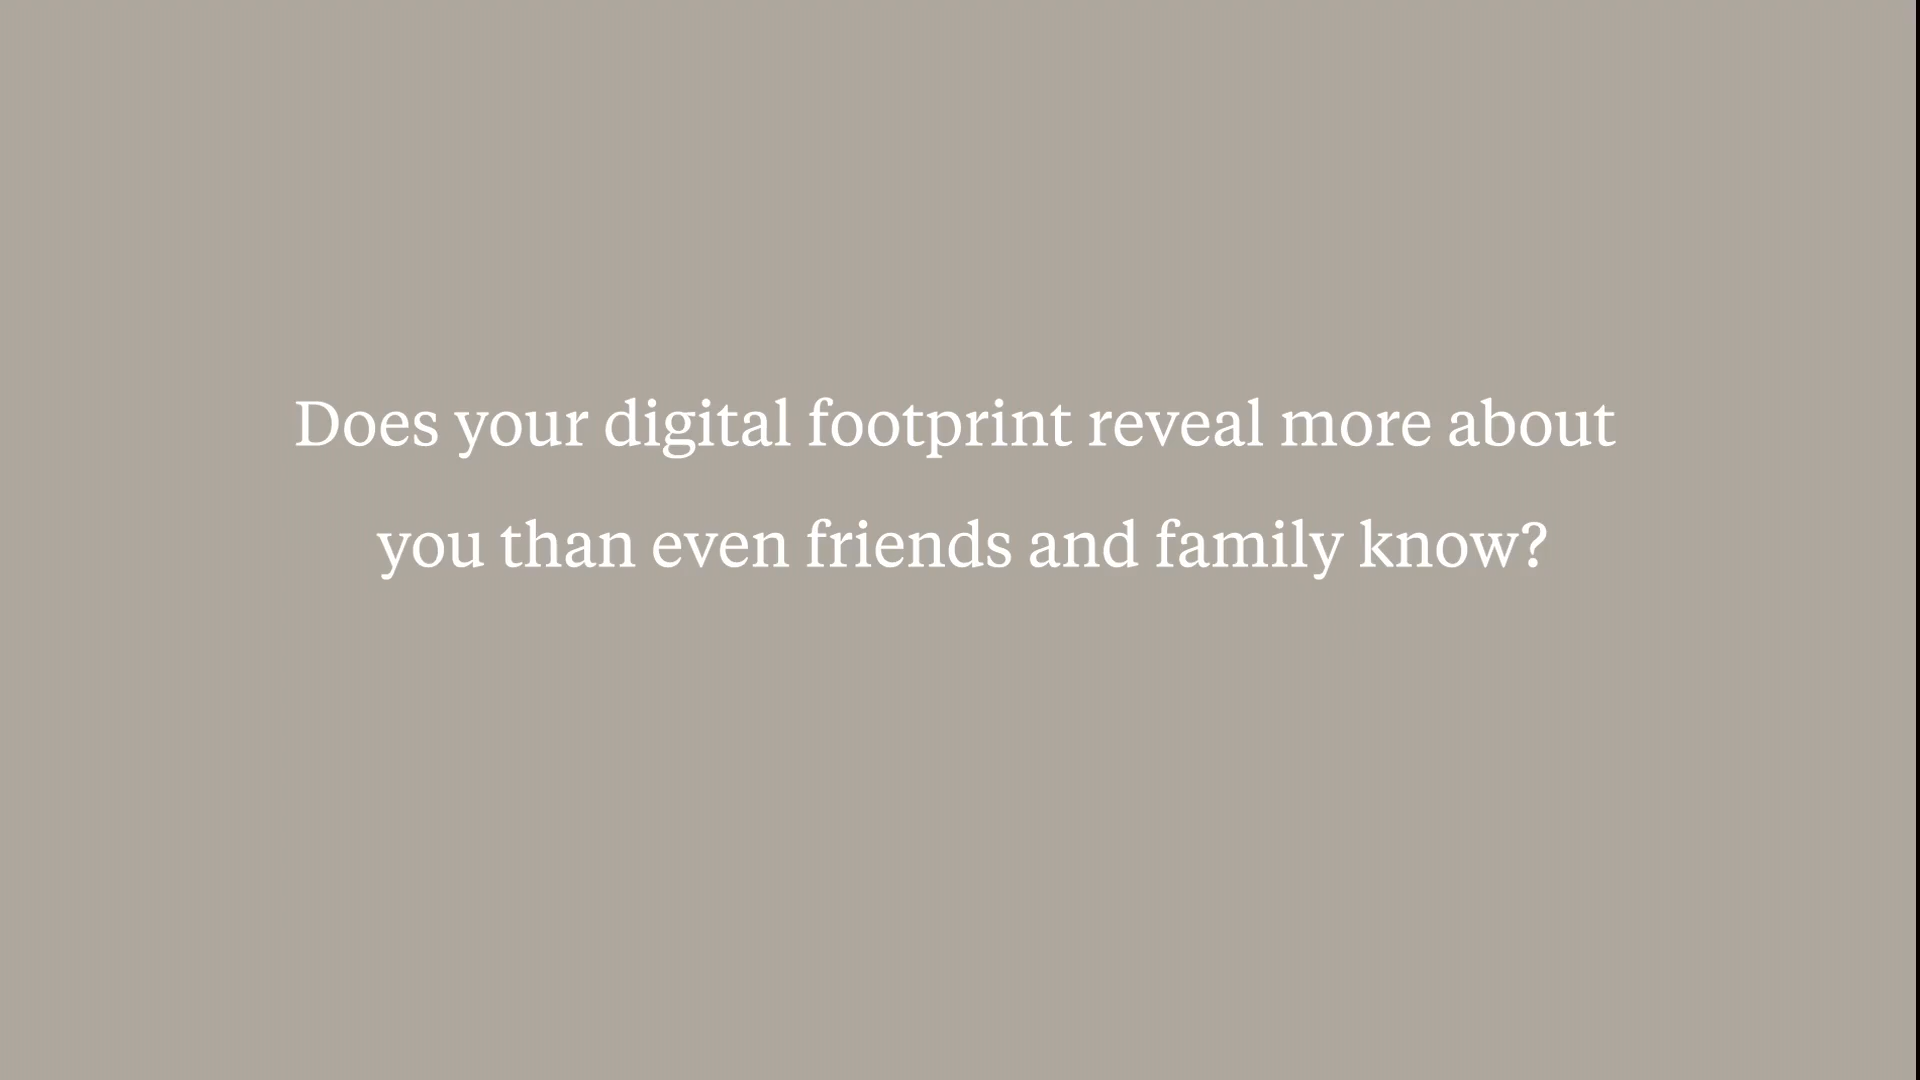 Does your digital footprint reveal more about
you than even friends and family know?